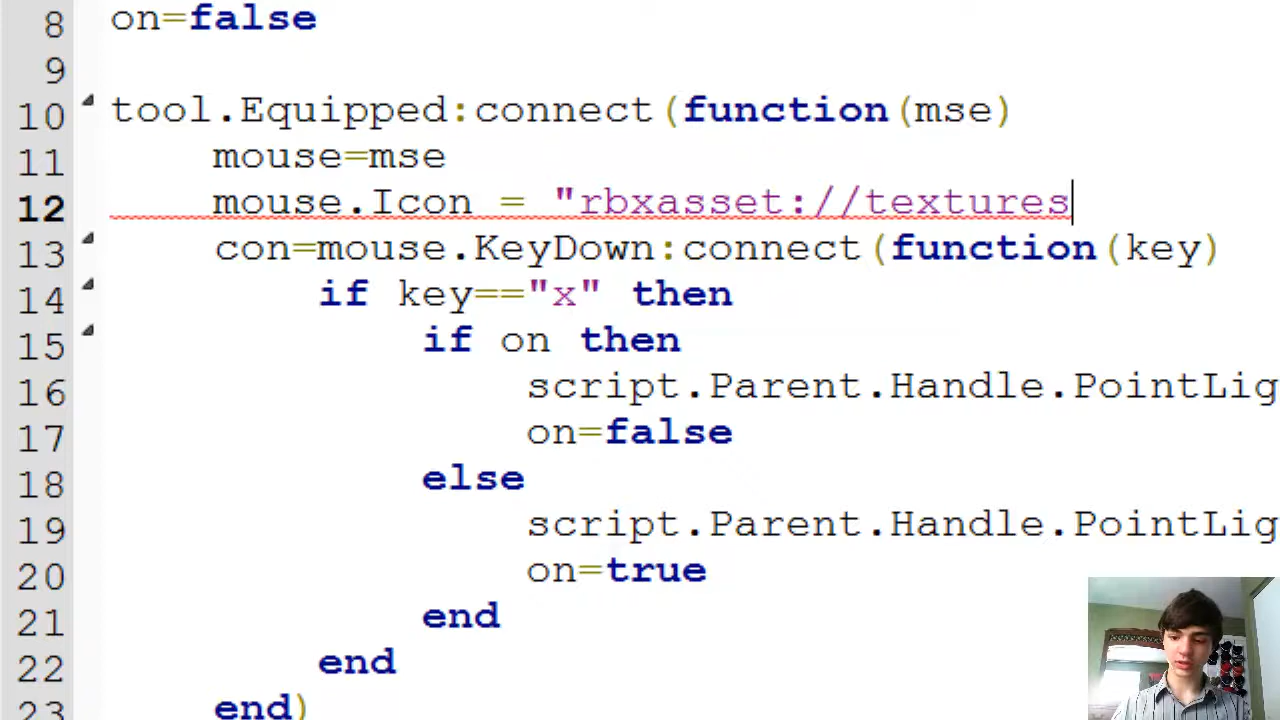 8 on=false
9
10 tool.Equipped:connect(function(mse)
11 mouse=mse
12 mouse.Icon = "rbxasset://textures
13 con=mouse.KeyDown:connect(function(key)
14 if key=="x" then
15 if on then
16 script.Parent.Handle.PointLig
17 on=false
18 else
19 script.Parent.Handle.PointLig
20 on=true
21 end
22 end
23 end)